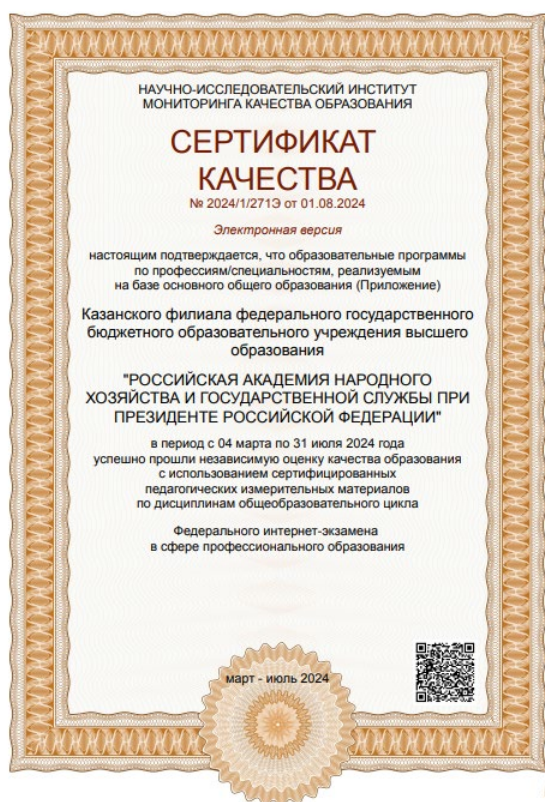 НАУЧНО-ИССЛЕДОВАТЕЛЬСКИЙ ИНСТИТУТ
МОНИТОРИНГА КАЧЕСТВА ОБРАЗОВАНИЯ
СЕРТИФИКАТ
КАЧЕСТВА
№ 2024/1/271Э от 01.08.2024
Электронная версия
настоящим подтверждается, что образовательные программы
по профессиям/специальностям, реализуемым
на базе основного общего образования (Приложение)
Казанского филиала федерального государственного
бюджетного образовательного учреждения высшего
образования
"РОССИЙСКАЯ АКАДЕМИЯ НАРОДНОГО
ХОЗЯЙСТВА И ГОСУДАРСТВЕННОЙ СЛУЖБЫ ПРИ
ПРЕЗИДЕНТЕ РОССИЙСКОЙ ФЕДЕРАЦИИ"
в период с 04 марта по 31 июля 2024 года
успешно прошли независимую оценку качества образования
с использованием сертифицированных
педагогических измерительных материалов
по дисциплинам общеобразовательного цикла
Федерального интернет-экзамена
в сфере профессионального образования
март - июль 2024